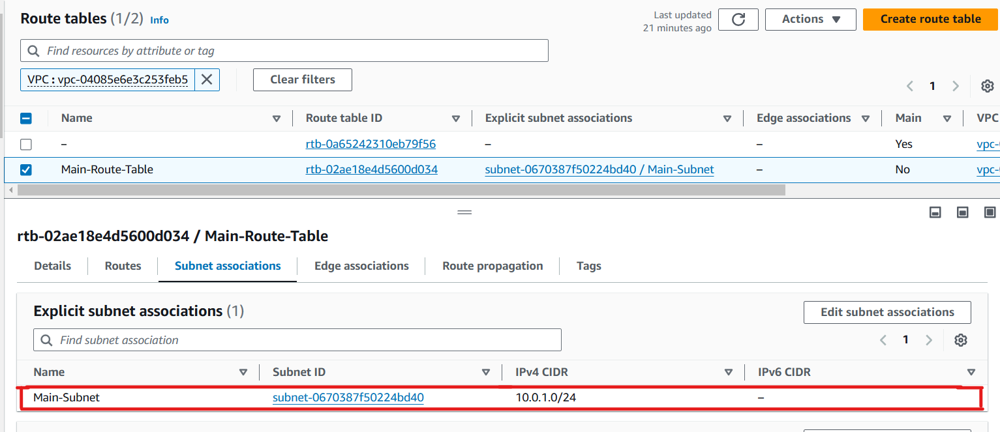 Route tables (1/2) Info
Last updated
21 minutes ago
Actions
Create route table
Find resources by attribute or tag
VPC : vpc-04085e6e3c253feb5
Clear filters
1
Name Route table ID Explicit subnet associations Edge associations Main VPC
– rtb-0a65242310eb79f56 – – Yes vpc-
Main-Route-Table rtb-02ae18e4d5600d034 subnet-0670387f50224bd40 / Main-Subnet – No vpc-
rtb-02ae18e4d5600d034 / Main-Route-Table
Details Routes Subnet associations Edge associations Route propagation Tags
Explicit subnet associations (1)
Edit subnet associations
Find subnet association
1
Name Subnet ID IPv4 CIDR IPv6 CIDR
Main-Subnet subnet-0670387f50224bd40 10.0.1.0/24 –